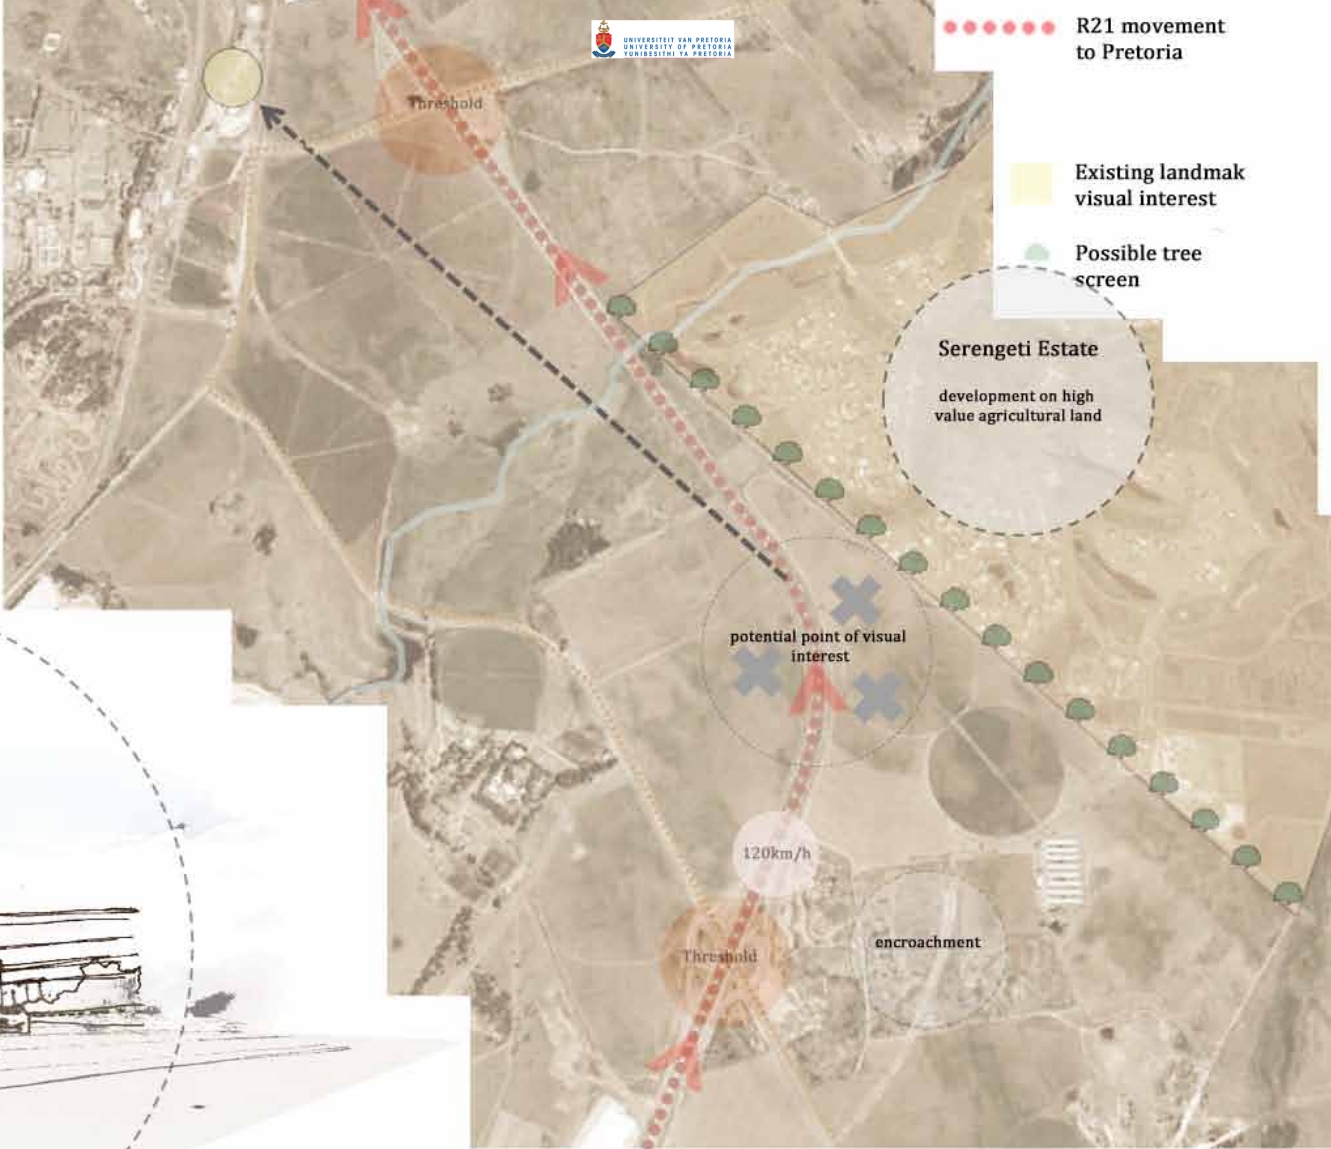 UNIVERSITEIT VAN PRETORIA
UNIVERSITY OF PRETORIA
YUNIBESITHI YA PRETORIA
R21 movement
to Pretoria
Threshold
Existing landmak
visual interest
Possible tree
screen
Serengeti Estate
development on high
value agricultural land
potential point of visual
interest
120km/h
encroachment
Threshold